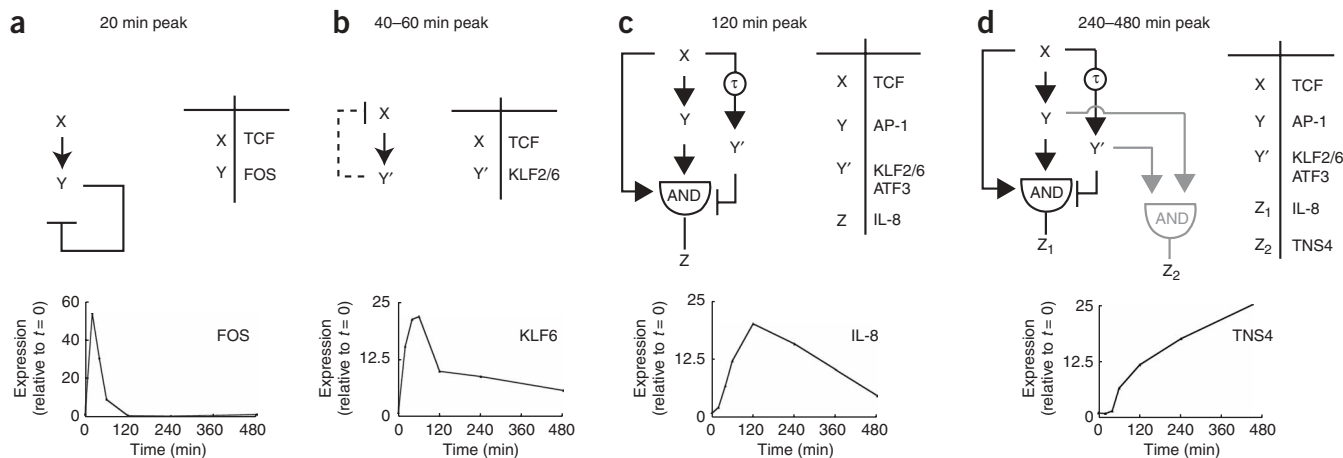 a
20 min peak
X
Y
X TCF
Y FOS
60
40
20
0
0 120 240 360 480
Expression
(relative to t = 0)
Time (min)
FOS
b
40–60 min peak
X
Y'
X TCF
Y' KLF2/6
25
12.5
0
0 120 240 360 480
Expression
(relative to t = 0)
Time (min)
KLF6
c
120 min peak
X
τ
Y
Y'
AND
Z
X TCF
Y AP-1
Y' KLF2/6
ATF3
Z IL-8
25
12.5
0
0 120 240 360 480
Expression
(relative to t = 0)
Time (min)
IL-8
d
240–480 min peak
X
τ
Y
Y'
AND
AND
Z1
Z2
X TCF
Y AP-1
Y' KLF2/6
ATF3
Z1 IL-8
Z2 TNS4
25
12.5
0
0 120 240 360 480
Expression
(relative to t = 0)
Time (min)
TNS4